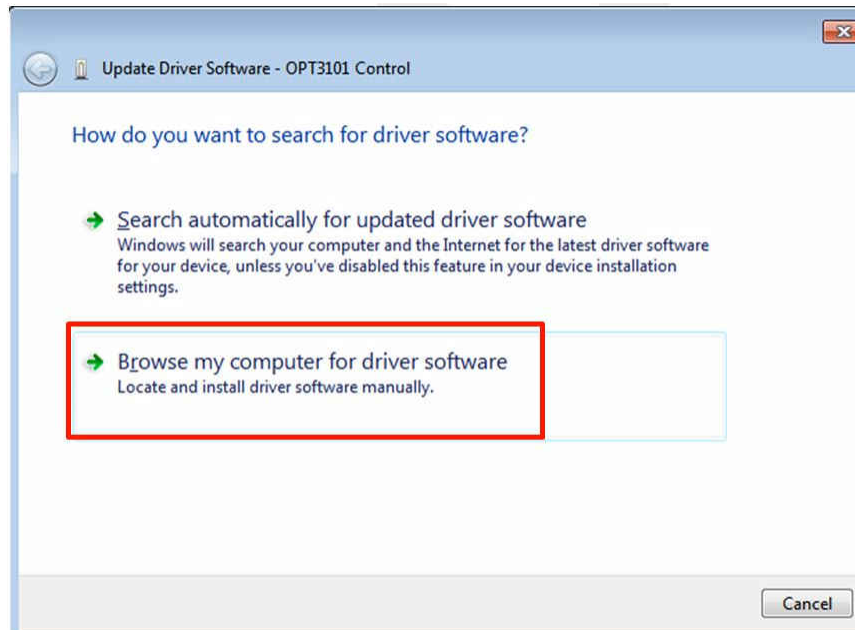 Update Driver Software - OPT3101 Control
How do you want to search for driver software?
Search automatically for updated driver software
Windows will search your computer and the Internet for the latest driver software
for your device, unless you've disabled this feature in your device installation
settings.
Browse my computer for driver software
Locate and install driver software manually.
Cancel